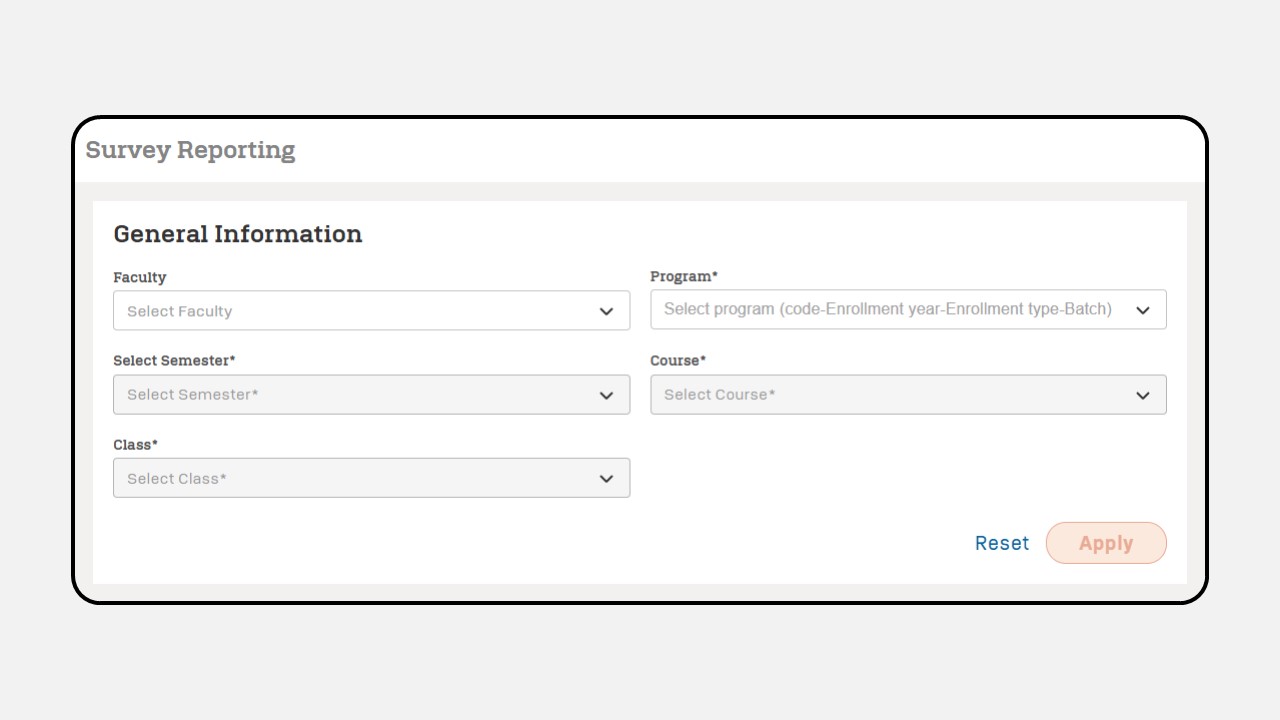 Survey Reporting
General Information
Faculty
Select Faculty
Program*
Select program (code-Enrollment year-Enrollment type-Batch)
Select Semester*
Select Semester*
Course*
Select Course*
Class*
Select Class*
Reset
Apply